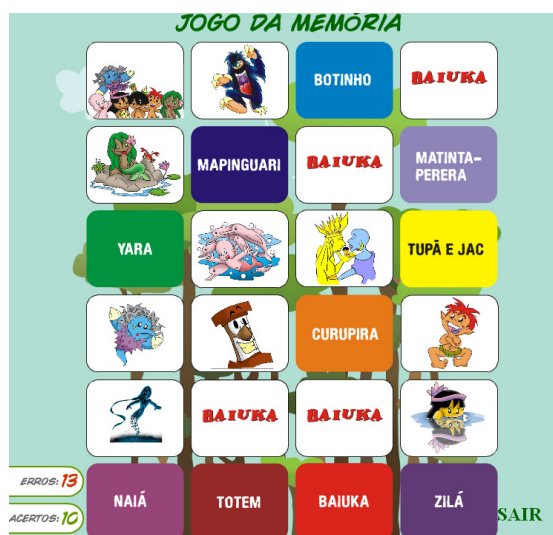 JOGO DA MEMÓRIA
BOTINHO
BAIUKA
MAPINGUARI
BAIUKA
MATINTA-
PERERA
YARA
TUPÃ E JAC
CURUPIRA
BAIUKA
BAIUKA
ERROS: 13
NAIÁ
TOTEM
BAIUKA
ZILÁ
ACERTOS: 10
SAIR